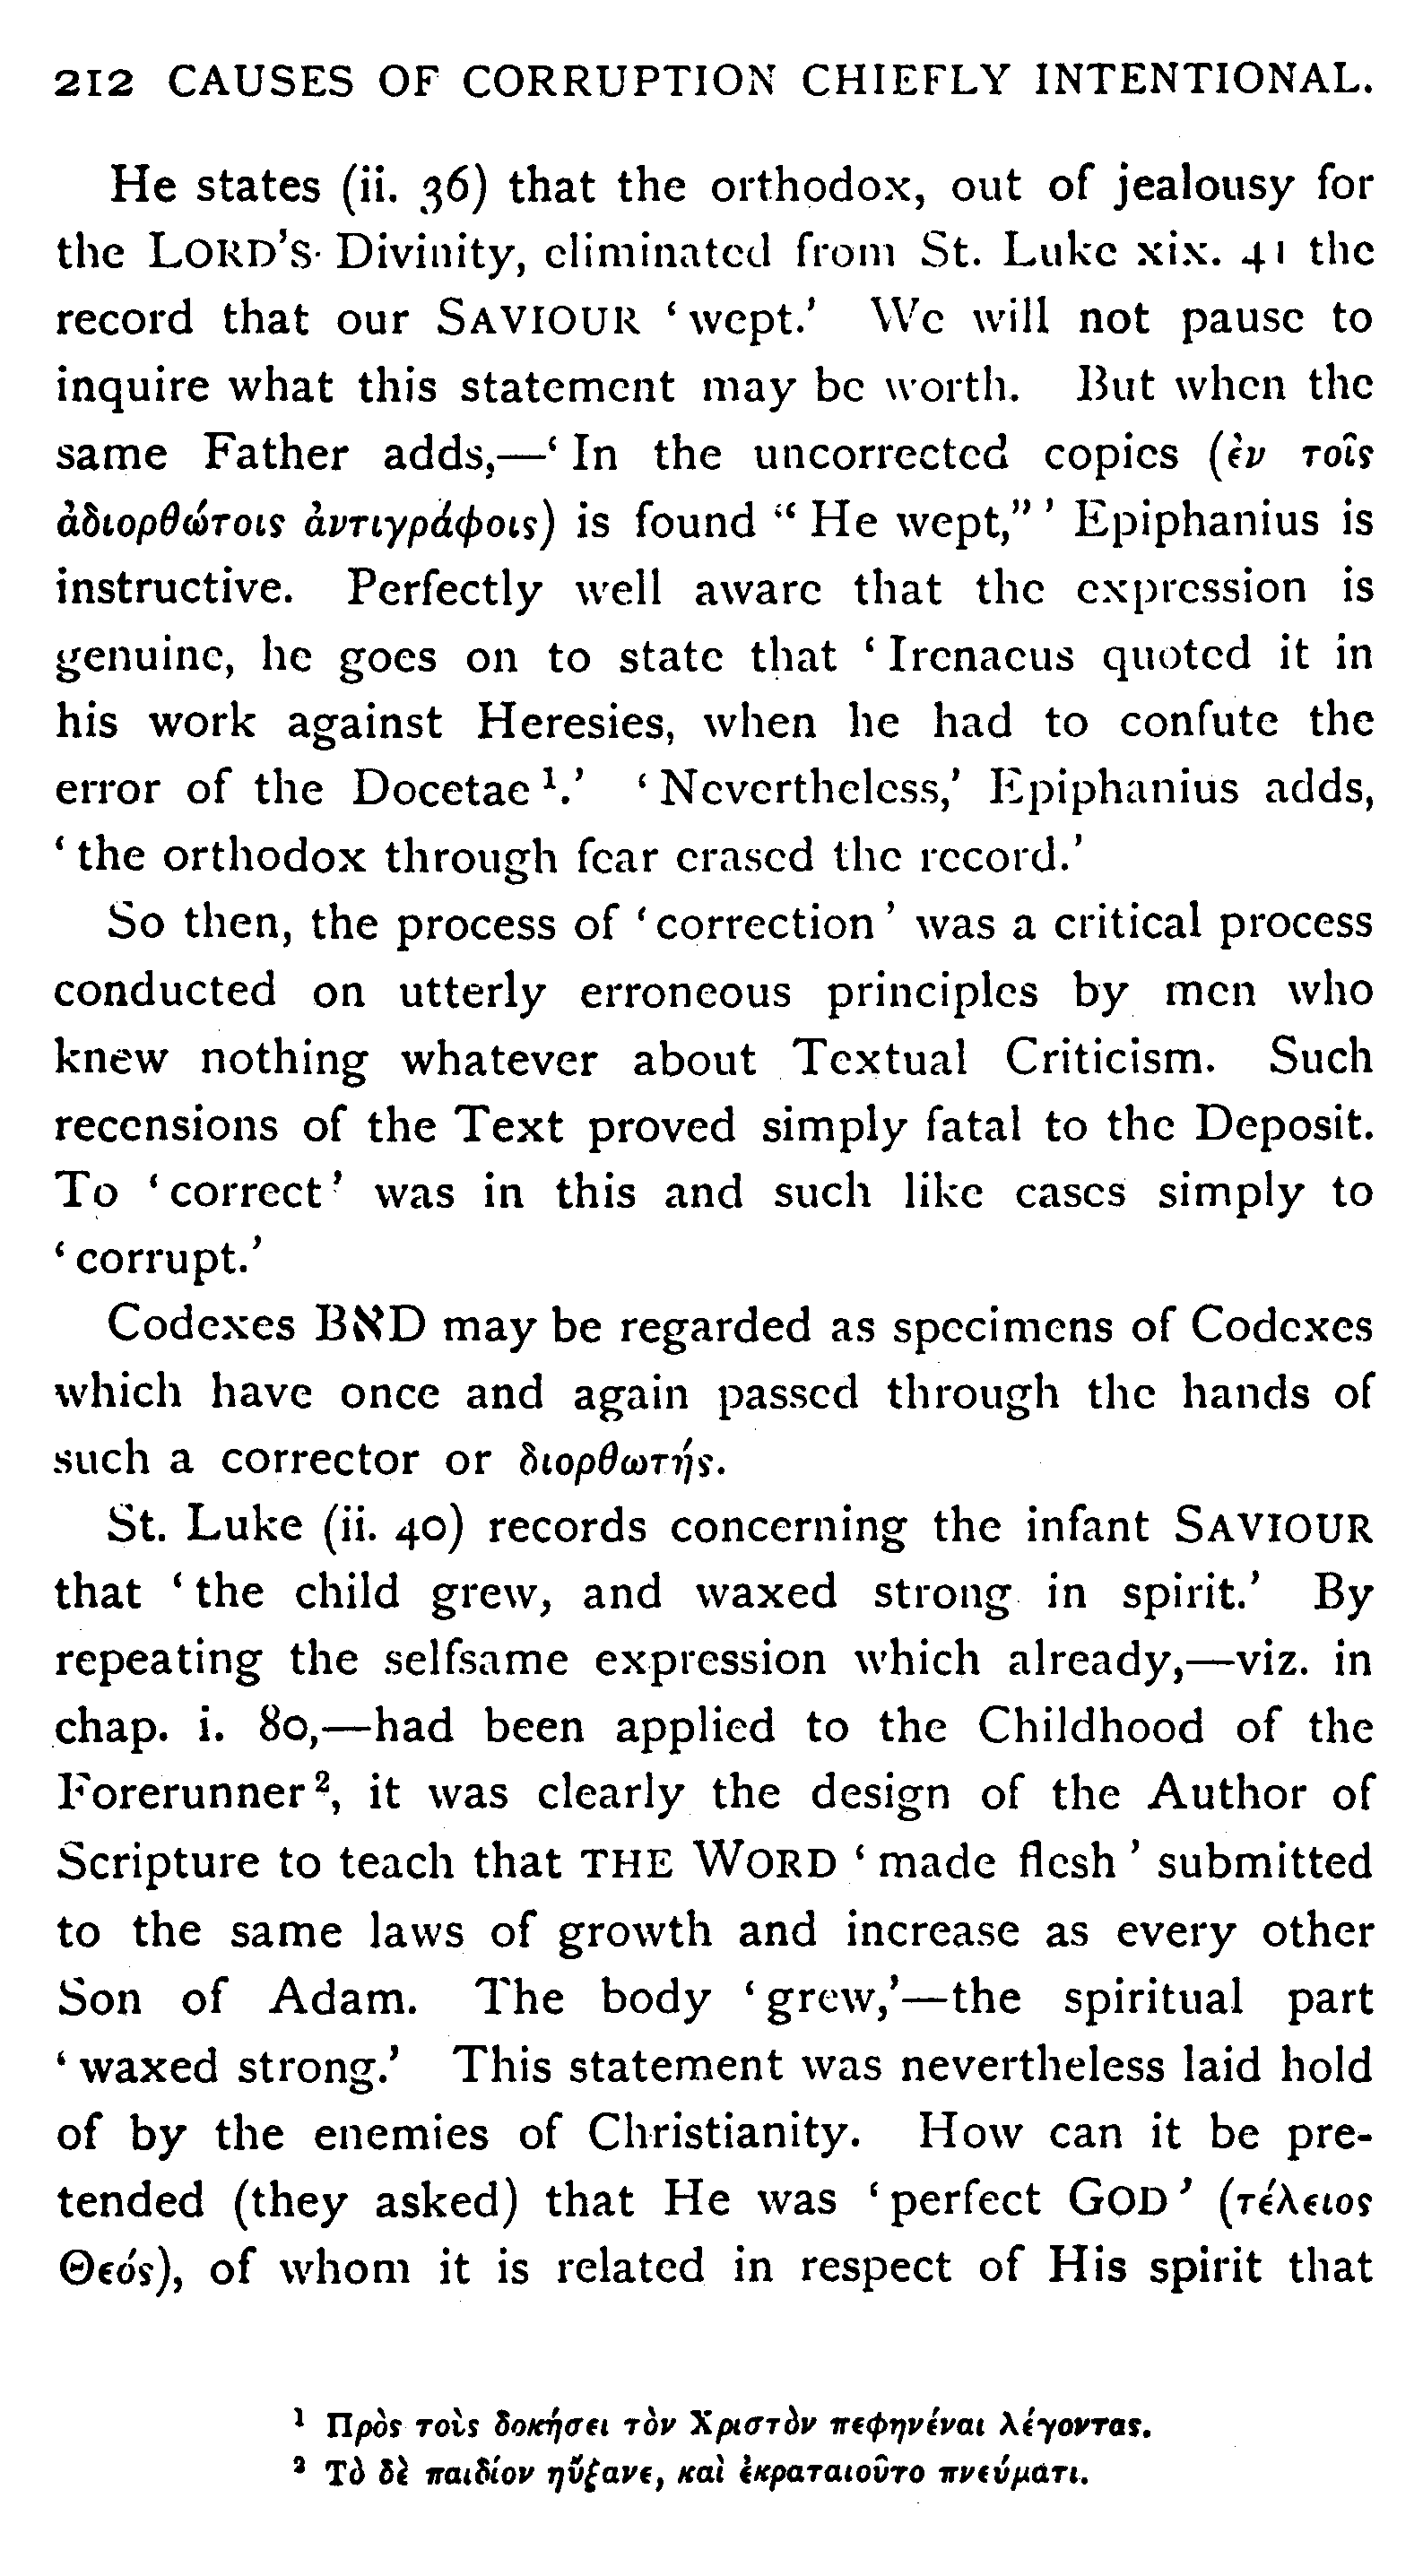 212 CAUSES OF CORRUPTION CHIEFLY INTENTIONAL.
He states (ii. 36) that the orthodox, out of jealousy for
the LORD'S Divinity, eliminated from St. Luke xix. 41 the
record that our SAVIOUR ‘wept.’ We will not pause to
inquire what this statement may be worth. But when the
same Father adds,—‘In the uncorrected copies (ἐν τοῖς
ἀδιορθώτοις ἀντιγράφοις) is found “He wept,”’ Epiphanius is
instructive. Perfectly well aware that the expression is
genuine, he goes on to state that ‘Irenaeus quoted it in
his work against Heresies, when he had to confute the
error of the Docetae ¹.’ ‘Nevertheless,’ Epiphanius adds,
‘the orthodox through fear erased the record.’
So then, the process of ‘correction’ was a critical process
conducted on utterly erroneous principles by men who
knew nothing whatever about Textual Criticism. Such
recensions of the Text proved simply fatal to the Deposit.
To ‘correct’ was in this and such like cases simply to
‘corrupt.’
Codexes BאD may be regarded as specimens of Codexes
which have once and again passed through the hands of
such a corrector or διορθωτής.
St. Luke (ii. 40) records concerning the infant SAVIOUR
that ‘the child grew, and waxed strong in spirit.’ By
repeating the selfsame expression which already,—viz. in
chap. i. 80,—had been applied to the Childhood of the
Forerunner ², it was clearly the design of the Author of
Scripture to teach that THE WORD ‘made flesh’ submitted
to the same laws of growth and increase as every other
Son of Adam. The body ‘grew,’—the spiritual part
‘waxed strong.’ This statement was nevertheless laid hold
of by the enemies of Christianity. How can it be pre-
tended (they asked) that He was ‘perfect GOD’ (τέλειος
Θεός), of whom it is related in respect of His spirit that
¹ Πρὸς τοὶς δοκήσει τὸν Χριστὸν πεφηνέναι λέγοντας.
² Τὸ δὲ παιδίον ηὔξανε, καὶ ἐκραταιοῦτο πνεύματι.